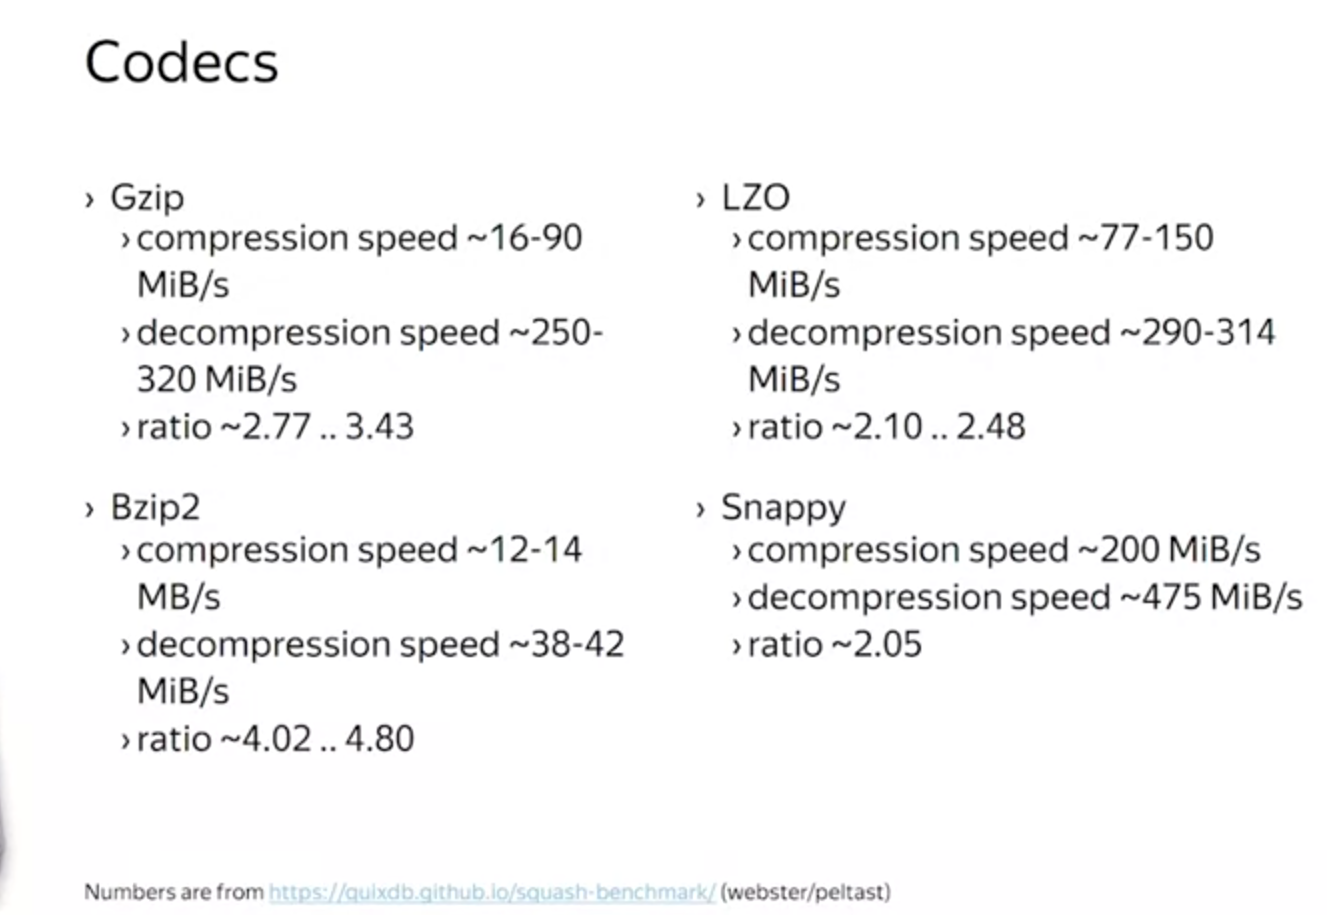 Codecs
› Gzip
› compression speed ~16-90
MiB/s
› decompression speed ~250-
320 MiB/s
› ratio ~2.77 .. 3.43
› Bzip2
› compression speed ~12-14
MB/s
› decompression speed ~38-42
MiB/s
› ratio ~4.02 .. 4.80
› LZO
› compression speed ~77-150
MiB/s
› decompression speed ~290-314
MiB/s
› ratio ~2.10 .. 2.48
› Snappy
› compression speed ~200 MiB/s
› decompression speed ~475 MiB/s
› ratio ~2.05
Numbers are from https://quixdb.github.io/squash-benchmark/ (webster/peltast)